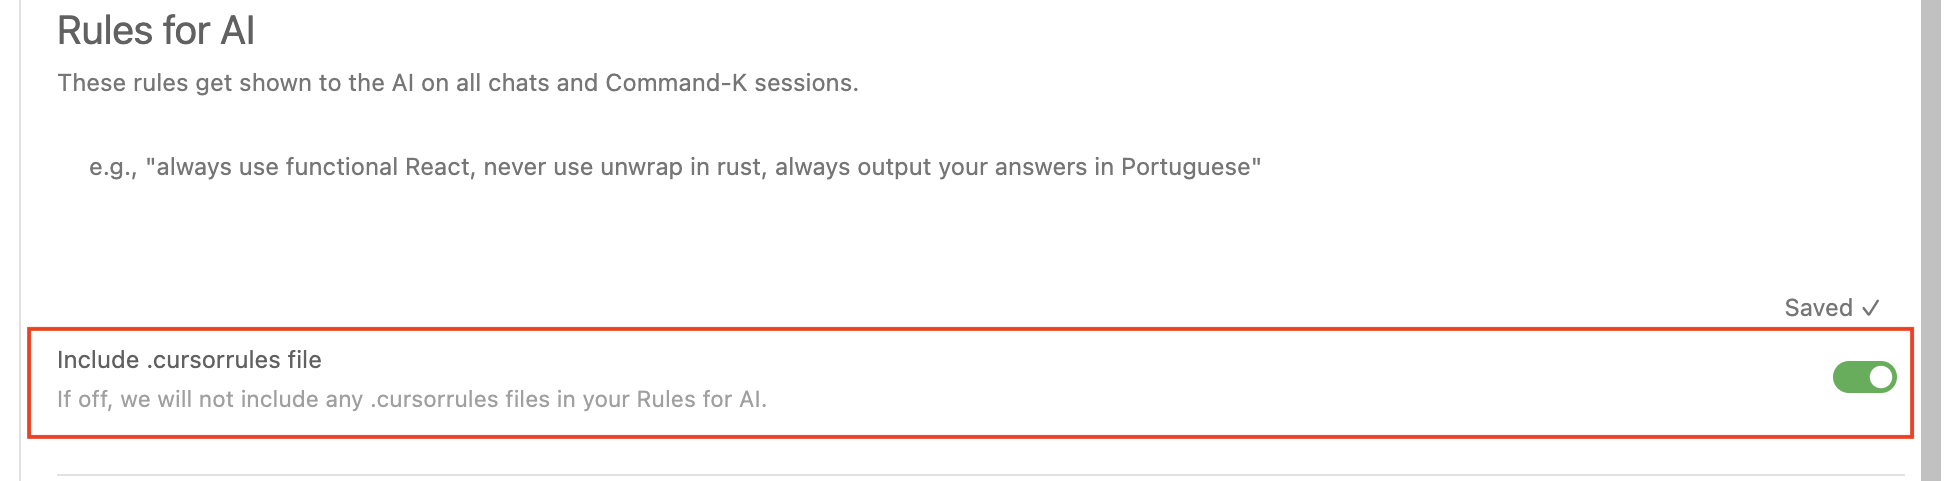 Rules for AI
These rules get shown to the AI on all chats and Command-K sessions.
e.g., "always use functional React, never use unwrap in rust, always output your answers in Portuguese"
Saved ✓
Include .cursorrules file
If off, we will not include any .cursorrules files in your Rules for AI.